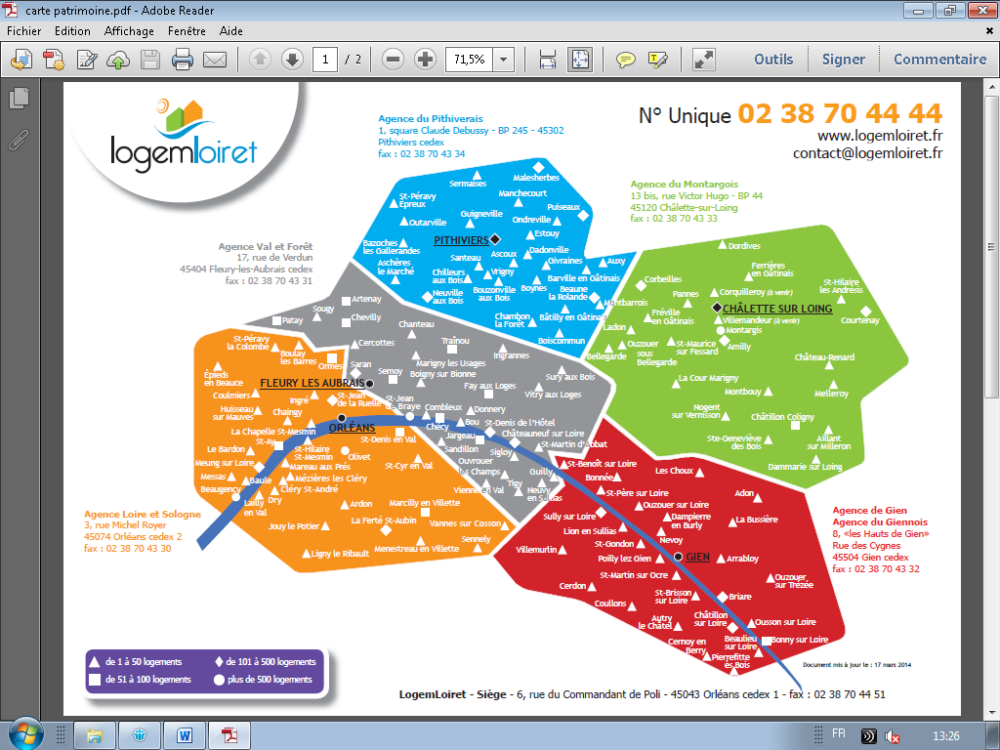 carte patrimoine.pdf - Adobe Reader
Fichier Edition Affichage Fenêtre Aide
1 / 2 71,5% Outils Signer Commentaire
logemloiret
N° Unique 02 38 70 44 44
www.logemloiret.fr
contact@logemloiret.fr
Agence du Pithiverais
1, square Claude Debussy - BP 245 - 45302
Pithiviers cedex
fax : 02 38 70 43 34
Agence du Montargois
13 bis, rue Victor Hugo - BP 44
45120 Châlette-sur-Loing
fax : 02 38 70 43 33
Agence Val et Forêt
17, rue de Verdun
45404 Fleury-les-Aubrais cedex
fax : 02 38 70 43 31
Sermaises
Malesherbes
St-Péravy
Epreux
Manchecourt
Puiseaux
Guigneville
Outarville
Ondreville
PITHIVIERS
Estouy
Bazoches
les Gallerandes
Ascoux
Dadonville
Santeau
Givraines
Auxy
Aschères
le Marché
Chilleurs
aux Bois
Vrigny
Barville en Gâtinais
Neuville
aux Bois
Bouzonville
aux Bois
Boynes
Beaune
la Rolande
Chambon
la Forêt
Bâtilly en Gâtinais
Boiscommun
Dordives
Corbeilles
Ferrières
en Gâtinais
St-Hilaire
les Andrésis
Pannes
Corquilleroy (à venir)
Montbarrois
Fréville
en Gâtinais
CHÂLETTE SUR LOING
Courtenay
Villemandeur (à venir)
Ladon
Montargis
Bellegarde
Ouzouer
sous
Bellegarde
St-Maurice
sur Fessard
Amilly
Château-Renard
La Cour Marigny
Montbouy
Melleroy
Nogent
sur Vernisson
Châtillon Coligny
Ste-Geneviève
des Bois
Aillant
sur Milleron
Dammarie sur Loing
Artenay
Sougy
Patay
Chevilly
Chanteau
Cercottes
Traînou
Ingrannes
Saran
Marigny les Usages
Semoy
Boigny sur Bionne
Sury aux Bois
FLEURY LES AUBRAIS
Fay aux Loges
Vitry aux Loges
St-Jean
de Braye
Combleux
Donnery
Chécy
Bou
St-Denis de l'Hôtel
Châteauneuf sur Loire
Jargeau
St-Martin d'Abbat
Sandillon
Sigloy
Ouvrouer
les Champs
Guilly
Vienne en Val
Tigy
Neuvy
en Sullias
St-Péravy
la Colombe
Boulay
les Barres
Ormes
Épieds
en Beauce
Coulmiers
Ingré
St-Jean
de la Ruelle
Huisseau
sur Mauves
Chaingy
ORLÉANS
La Chapelle St-Mesmin
St-Ay
St-Denis en Val
Le Bardon
St-Hilaire
St-Mesmin
Olivet
Meung sur Loire
Mareau aux Prés
St-Cyr en Val
Messas
Baule
Mézières les Cléry
Beaugency
Cléry St-André
Lailly
en Val
Dry
Ardon
Marcilly en Villette
Jouy le Potier
La Ferté St-Aubin
Vannes sur Cosson
Sennely
Ligny le Ribault
Menestreau en Villette
Agence Loire et Sologne
3, rue Michel Royer
45074 Orléans cedex 2
fax : 02 38 70 43 30
St-Benoît sur Loire
Bonnée
Les Choux
St-Père sur Loire
Adon
Ouzouer sur Loire
Sully sur Loire
Dampierre
en Burly
La Bussière
Lion en Sullias
Nevoy
St-Gondon
Villemurlin
Poilly lez Gien
GIEN
Arrabloy
St-Martin sur Ocre
Ouzouer
sur Trézée
Cerdon
St-Brisson
sur Loire
Briare
Coullons
Autry
le Châtel
Châtillon
sur Loire
Ousson sur Loire
Cernoy en
Berry
Beaulieu
sur Loire
Bonny sur Loire
Pierrefitte
ès Bois
Agence de Gien
Agence du Giennois
8, «les Hauts de Gien»
Rue des Cygnes
45504 Gien cedex
fax : 02 38 70 43 32
de 1 à 50 logements
de 101 à 500 logements
de 51 à 100 logements
plus de 500 logements
Document mis à jour le : 17 mars 2014
LogemLoiret - Siège - 6, rue du Commandant de Poli - 45043 Orléans cedex 1 - fax : 02 38 70 44 51
FR 13:26